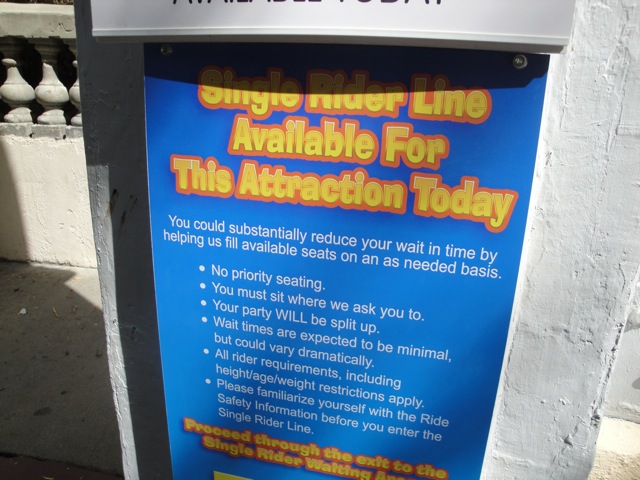 AVAILABLE TODAY
Single Rider Line
Available For
This Attraction Today
You could substantially reduce your wait in time by
helping us fill available seats on an as needed basis.
• No priority seating.
• You must sit where we ask you to.
• Your party WILL be split up.
• Wait times are expected to be minimal,
but could vary dramatically.
• All rider requirements, including
height/age/weight restrictions apply.
• Please familiarize yourself with the Ride
Safety Information before you enter the
Single Rider Line.
Proceed through the exit to the
Single Rider Waiting Area